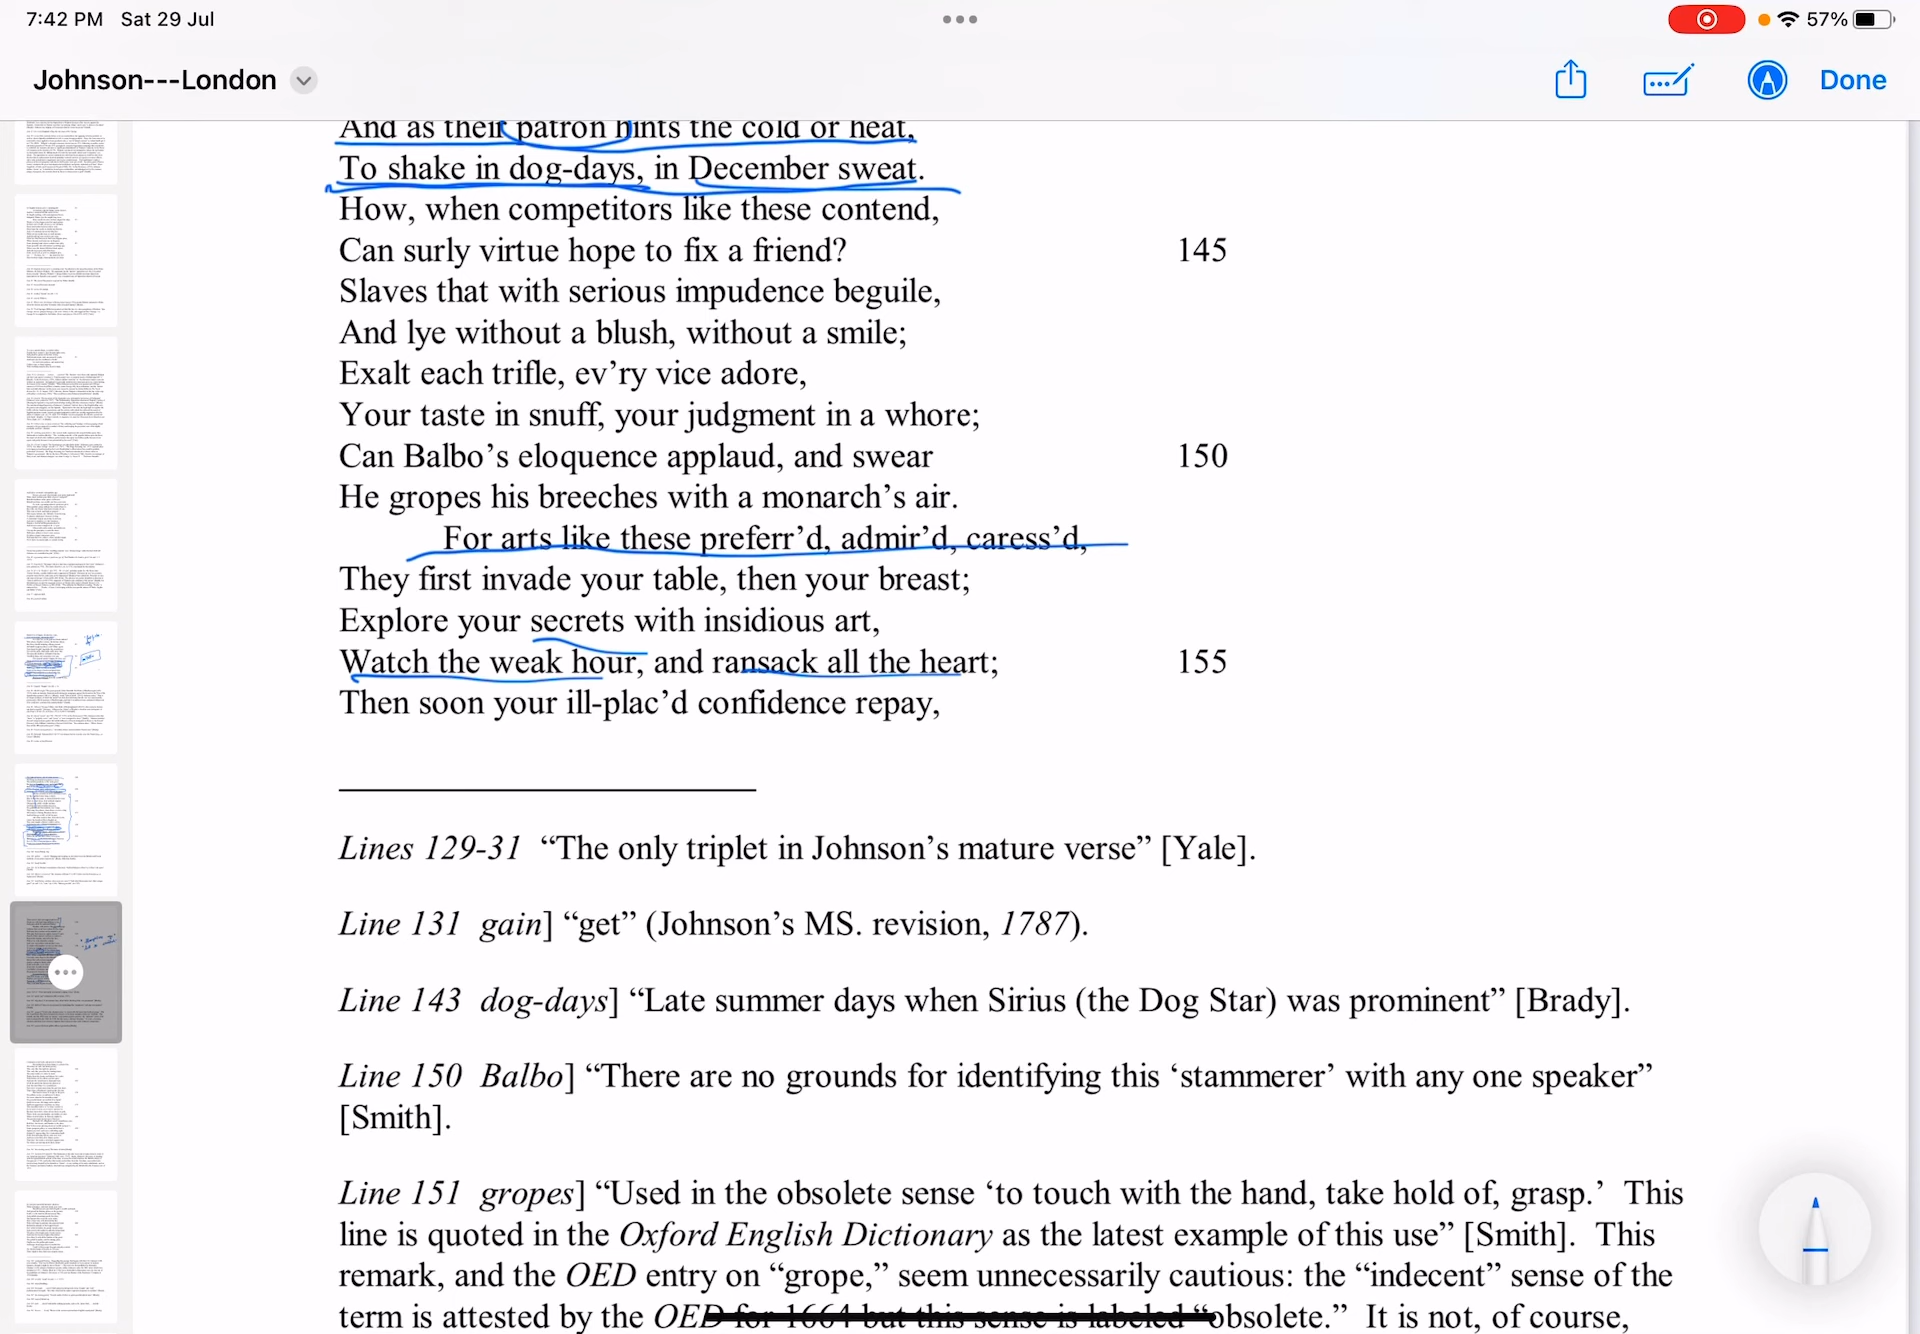 7:42 PM Sat 29 Jul
57%
Johnson---London
Done
And as their patron hints the cold or heat,
To shake in dog-days, in December sweat.
How, when competitors like these contend,
Can surly virtue hope to fix a friend? 145
Slaves that with serious impudence beguile,
And lye without a blush, without a smile;
Exalt each trifle, ev’ry vice adore,
Your taste in snuff, your judgment in a whore;
Can Balbo’s eloquence applaud, and swear 150
He gropes his breeches with a monarch’s air.
For arts like these preferr’d, admir’d, caress’d,
They first invade your table, then your breast;
Explore your secrets with insidious art,
Watch the weak hour, and ransack all the heart; 155
Then soon your ill-plac’d confidence repay,
Lines 129-31 “The only triplet in Johnson’s mature verse” [Yale].
Line 131 gain] “get” (Johnson’s MS. revision, 1787).
Line 143 dog-days] “Late summer days when Sirius (the Dog Star) was prominent” [Brady].
Line 150 Balbo] “There are no grounds for identifying this ‘stammerer’ with any one speaker”
[Smith].
Line 151 gropes] “Used in the obsolete sense ‘to touch with the hand, take hold of, grasp.’ This
line is quoted in the Oxford English Dictionary as the latest example of this use” [Smith]. This
remark, and the OED entry on “grope,” seem unnecessarily cautious: the “indecent” sense of the
term is attested by the OED for 1664 but this sense is labeled “obsolete.” It is not, of course,